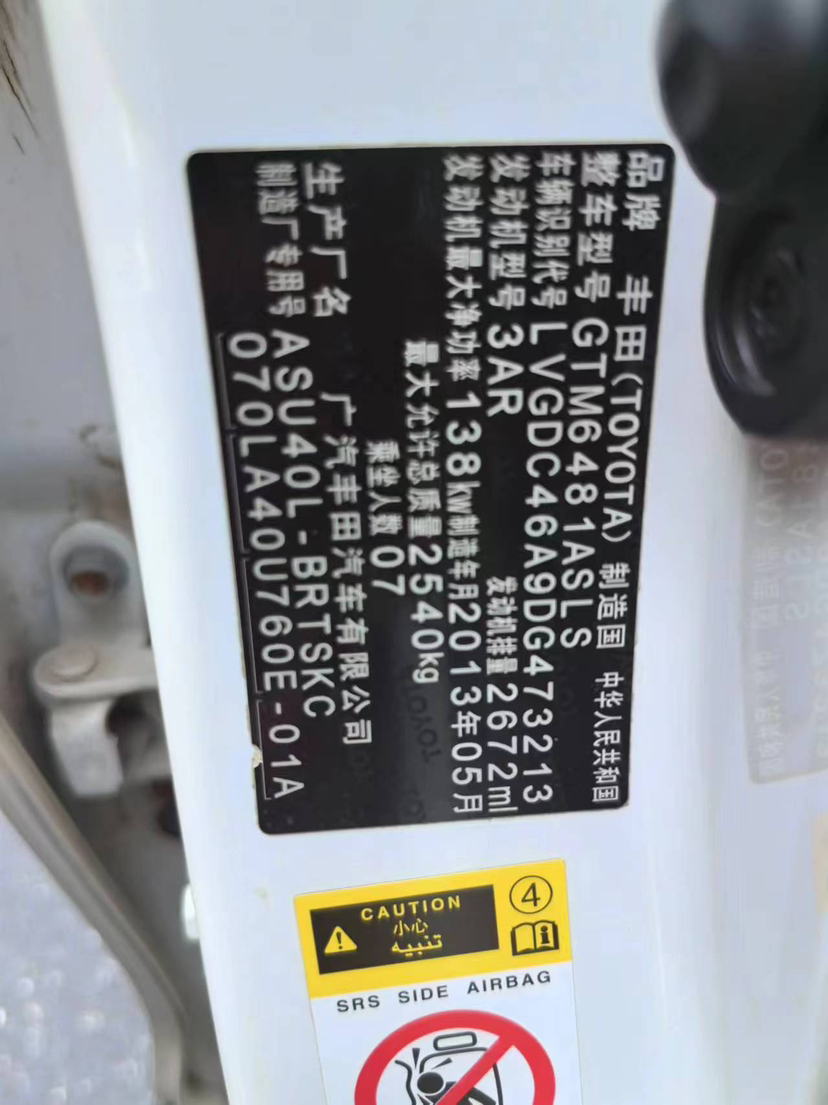 品牌 丰田(TOYOTA) 制造国 中华人民共和国
整车型号 GTM6481ASLS
车辆识别代号 LVGDC46A9DG473213
发动机型号 3AR 发动机排量 2672ml
发动机最大净功率 138kw 制造年月 2013年05月
最大允许总质量 2540kg
乘坐人数 07
生产厂名 广汽丰田汽车有限公司
制造厂专用号 ASU40L-BRTSKC
070LA40U760E-01A
CAUTION
小心
تنبيه
4
SRS SIDE AIRBAG